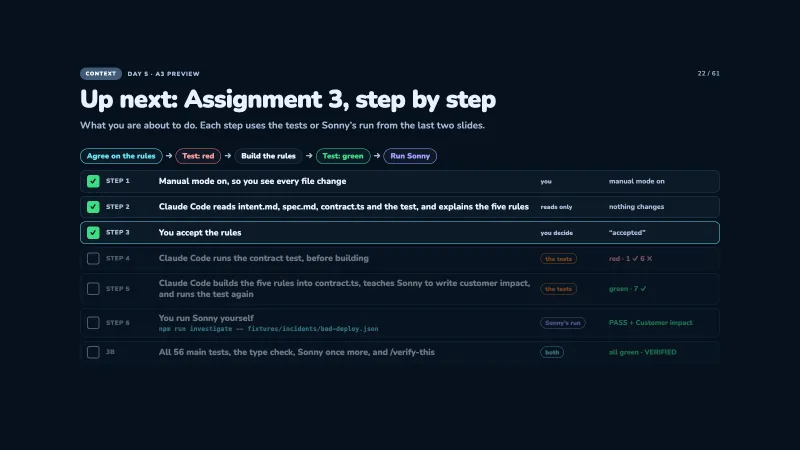 CONTEXT DAY 5 · A3 PREVIEW 22 / 61
Up next: Assignment 3, step by step
What you are about to do. Each step uses the tests or Sonny's run from the last two slides.
Agree on the rules → Test: red → Build the rules → Test: green → Run Sonny
STEP 1 Manual mode on, so you see every file change you manual mode on
STEP 2 Claude Code reads intent.md, spec.md, contract.ts and the test, and explains the five rules reads only nothing changes
STEP 3 You accept the rules you decide "accepted"
STEP 4 Claude Code runs the contract test, before building the tests red · 1 ✓ 6 ✕
STEP 5 Claude Code builds the five rules into contract.ts, teaches Sonny to write customer impact, the tests green · 7 ✓
and runs the test again
STEP 6 You run Sonny yourself Sonny's run PASS + Customer impact
npm run investigate -- fixtures/incidents/bad-deploy.json
3B All 56 main tests, the type check, Sonny once more, and /verify-this both all green · VERIFIED